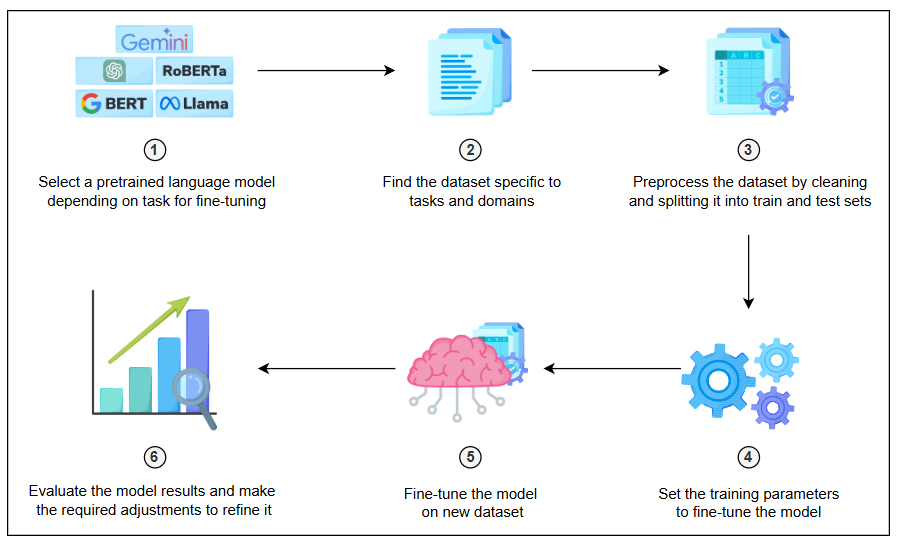 Gemini
RoBERTa
BERT
Llama
1
Select a pretrained language model
depending on task for fine-tuning
2
Find the dataset specific to
tasks and domains
A B C
1
2
3
4
5
3
Preprocess the dataset by cleaning
and splitting it into train and test sets
4
Set the training parameters
to fine-tune the model
5
Fine-tune the model
on new dataset
6
Evaluate the model results and make
the required adjustments to refine it